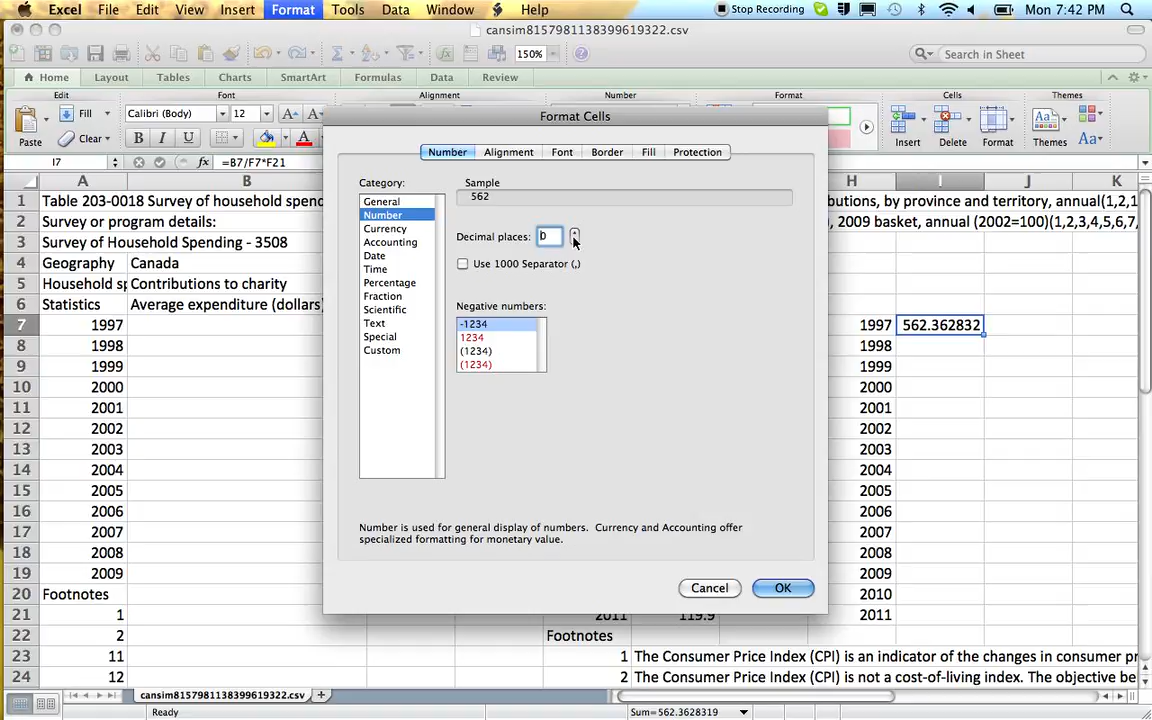 Excel File Edit View Insert Format Tools Data Window Help Stop Recording Mon 7:42 PM
cansim8157981138399619322.csv
150% Search in Sheet
Home Layout Tables Charts SmartArt Formulas Data Review
Edit Font Alignment Number Format Cells Themes
Fill Calibri (Body) 12 A A
Paste Clear B I U A Insert Delete Format Themes Aa
I7 fx =B7/F7*F21
A B H I J K
1 Table 203-0018 Survey of household spend butions, by province and territory, annual(1,2,1
2 Survey or program details: , 2009 basket, annual (2002=100)(1,2,3,4,5,6,7,
3 Survey of Household Spending - 3508
4 Geography Canada
5 Household sp Contributions to charity
6 Statistics Average expenditure (dollars)
7 1997 1997 562.362832
8 1998 1998
9 1999 1999
10 2000 2000
11 2001 2001
12 2002 2002
13 2003 2003
14 2004 2004
15 2005 2005
16 2006 2006
17 2007 2007
18 2008 2008
19 2009 2009
20 Footnotes 2010
21 1 2011 119.9 2011
22 2 Footnotes
23 11 1 The Consumer Price Index (CPI) is an indicator of the changes in consumer pr
24 12 2 The Consumer Price Index (CPI) is not a cost-of-living index. The objective be
Format Cells
Number Alignment Font Border Fill Protection
Category:
General
Number
Currency
Accounting
Date
Time
Percentage
Fraction
Scientific
Text
Special
Custom
Sample
562
Decimal places: 0
Use 1000 Separator (,)
Negative numbers:
-1234
1234
(1234)
(1234)
Number is used for general display of numbers. Currency and Accounting offer
specialized formatting for monetary value.
Cancel OK
cansim8157981138399619322.csv
Ready Sum=562.3628319